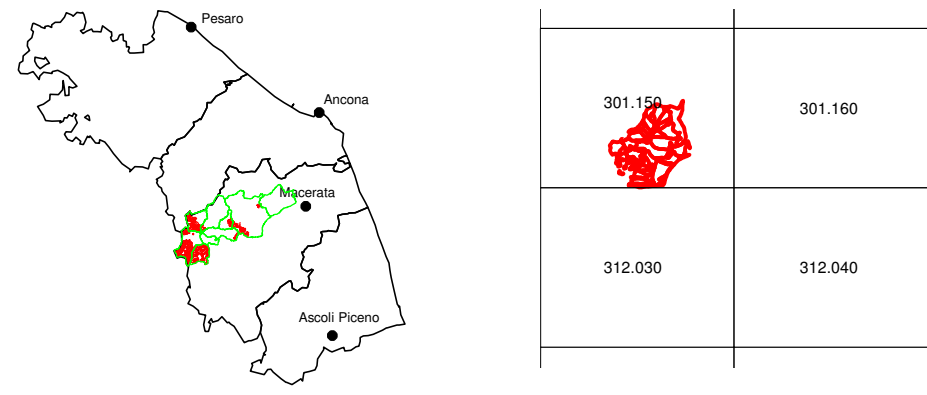 Pesaro
Ancona
Macerata
Ascoli Piceno
301.150
301.160
312.030
312.040